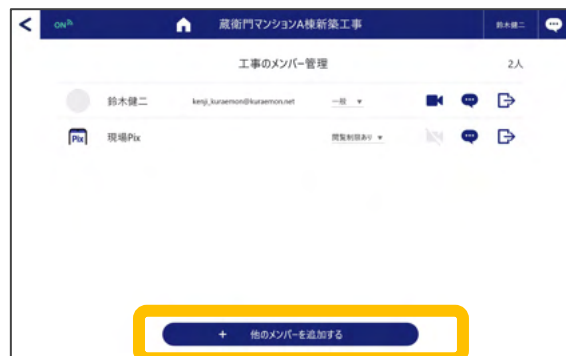 ON 蔵衛門マンションA棟新築工事 鈴木健二
工事のメンバー管理 2人
鈴木健二 kenji_kuraemon@kuraemon.net 一般
Pix 現場Pix 閲覧制限あり
+ 他のメンバーを追加する